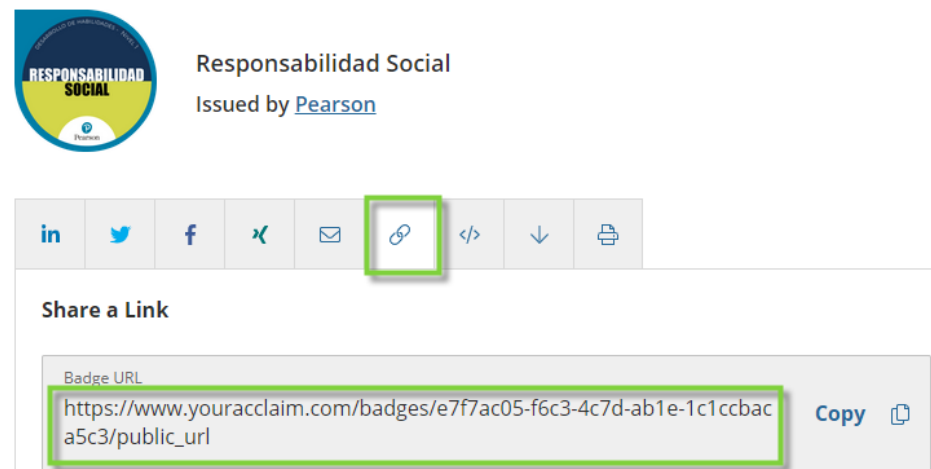 DESARROLLO DE HABILIDADES - NIVEL 1
RESPONSABILIDAD
SOCIAL
Pearson
Responsabilidad Social
Issued by Pearson
in
f
</>
Share a Link
Badge URL
https://www.youracclaim.com/badges/e7f7ac05-f6c3-4c7d-ab1e-1c1ccbac
a5c3/public_url
Copy